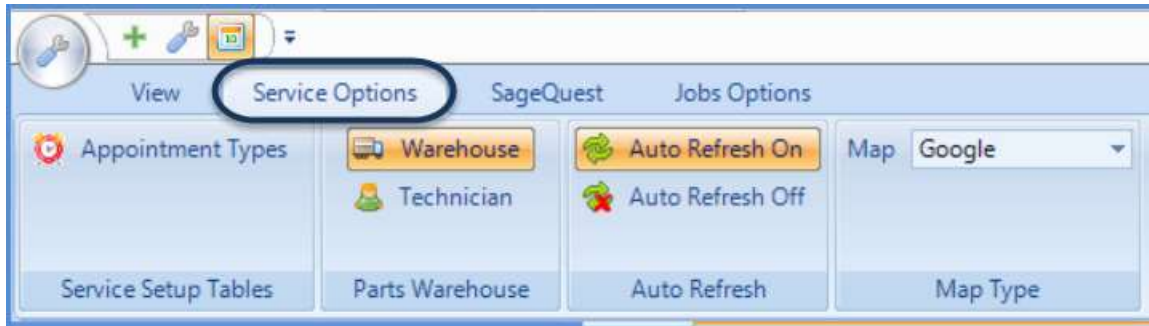 10
View Service Options SageQuest Jobs Options
Appointment Types Warehouse Auto Refresh On Map Google
Technician Auto Refresh Off
Service Setup Tables Parts Warehouse Auto Refresh Map Type